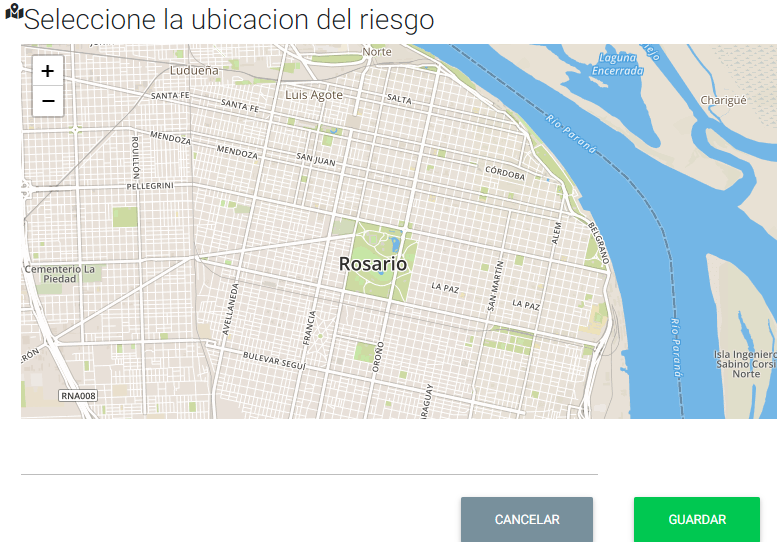 Seleccione la ubicacion del riesgo
+
−
Norte
Ludueña
Luis Agote
Laguna
Encerrada
Charigüé
SANTA FE
SANTA FE
SALTA
Río Paraná
MENDOZA
MENDOZA
SAN JUAN
CÓRDOBA
ROUILLÓN
PELLEGRINI
ALEM
BELGRANO
Rosario
Cementerio La
Piedad
LA PAZ
LA PAZ
SAN MARTÍN
AVELLANEDA
FRANCIA
OROÑO
Río Paraná
BULEVAR SEGUÍ
Isla Ingeniero
Sabino Corsi
Norte
RNA008
CANCELAR
GUARDAR